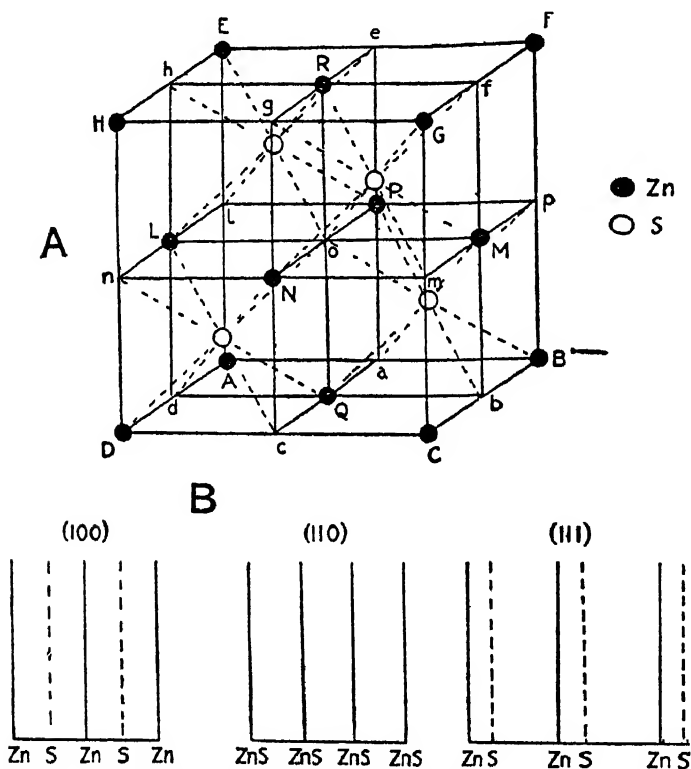 E e F
h R f
H g G
Zn
S
A
L l P p
o M
n N m
A a B
d Q b
D c C
B
(100) (110) (111)
Zn S Zn S Zn ZnS ZnS ZnS ZnS Zn S Zn S Zn S